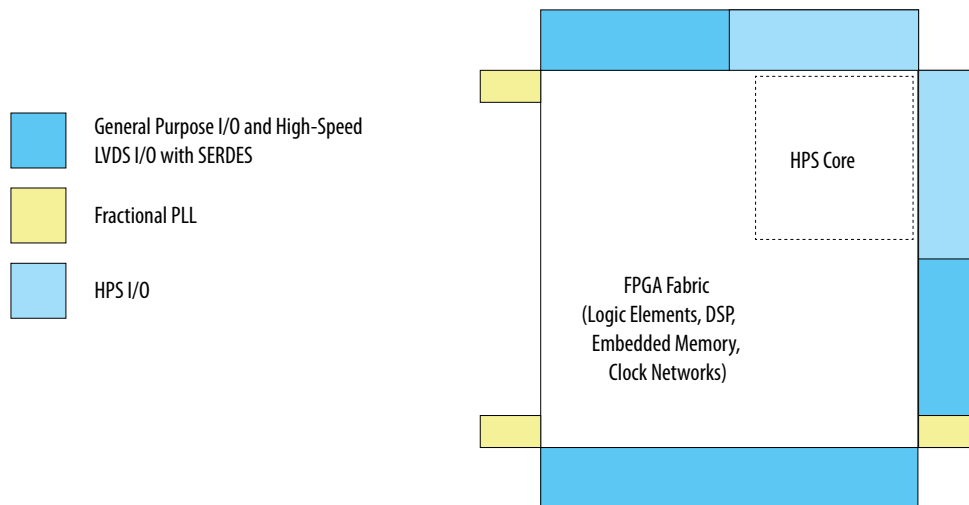 General Purpose I/O and High-Speed
LVDS I/O with SERDES
Fractional PLL
HPS I/O
HPS Core
FPGA Fabric
(Logic Elements, DSP,
Embedded Memory,
Clock Networks)